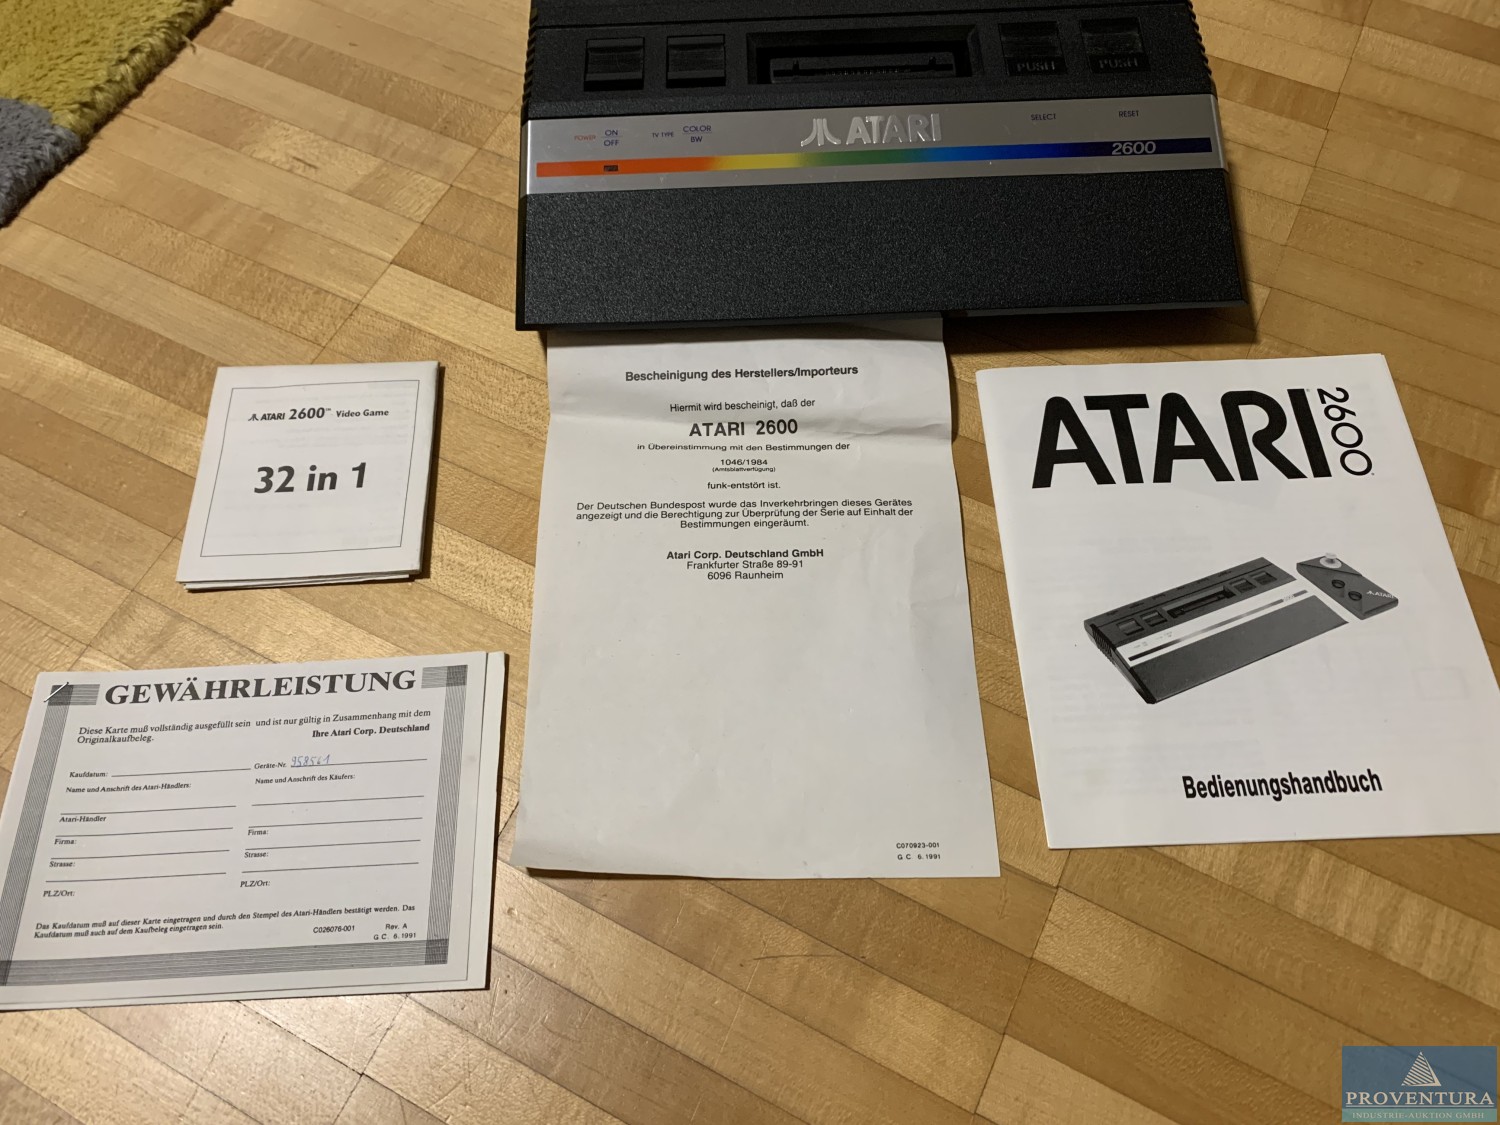 PUSH
PUSH
POWER ON OFF
TV TYPE COLOR BW
ATARI
SELECT
RESET
2600
ATARI 2600™ Video Game
32 in 1
Bescheinigung des Herstellers/Importeurs
Hiermit wird bescheinigt, daß der
ATARI 2600
in Übereinstimmung mit den Bestimmungen der
1046/1984
(Amtsblattverfügung)
funk-entstört ist.
Der Deutschen Bundespost wurde das Inverkehrbringen dieses Gerätes
angezeigt und die Berechtigung zur Überprüfung der Serie auf Einhalt der
Bestimmungen eingeräumt.
Atari Corp. Deutschland GmbH
Frankfurter Straße 89-91
6096 Raunheim
C070923-001
G.C. 6.1991
ATARI 2600
ATARI
Bedienungshandbuch
GEWÄHRLEISTUNG
Diese Karte muß vollständig ausgefüllt sein und ist nur gültig in Zusammenhang mit dem
Originalkaufbeleg.
Ihre Atari Corp. Deutschland
Kaufdatum:
Geräte-Nr. 958561
Name und Anschrift des Atari-Händlers:
Name und Anschrift des Käufers:
Atari-Händler
Firma:
Firma:
Strasse:
Strasse:
PLZ/Ort:
PLZ/Ort:
Das Kaufdatum muß auf dieser Karte eingetragen und durch den Stempel des Atari-Händlers bestätigt werden. Das
Kaufdatum muß auch auf dem Kaufbeleg eingetragen sein.
C026076-001
Rev. A
G.C. 6.1991
PROVENTURA
INDUSTRIE-AUKTION GMBH